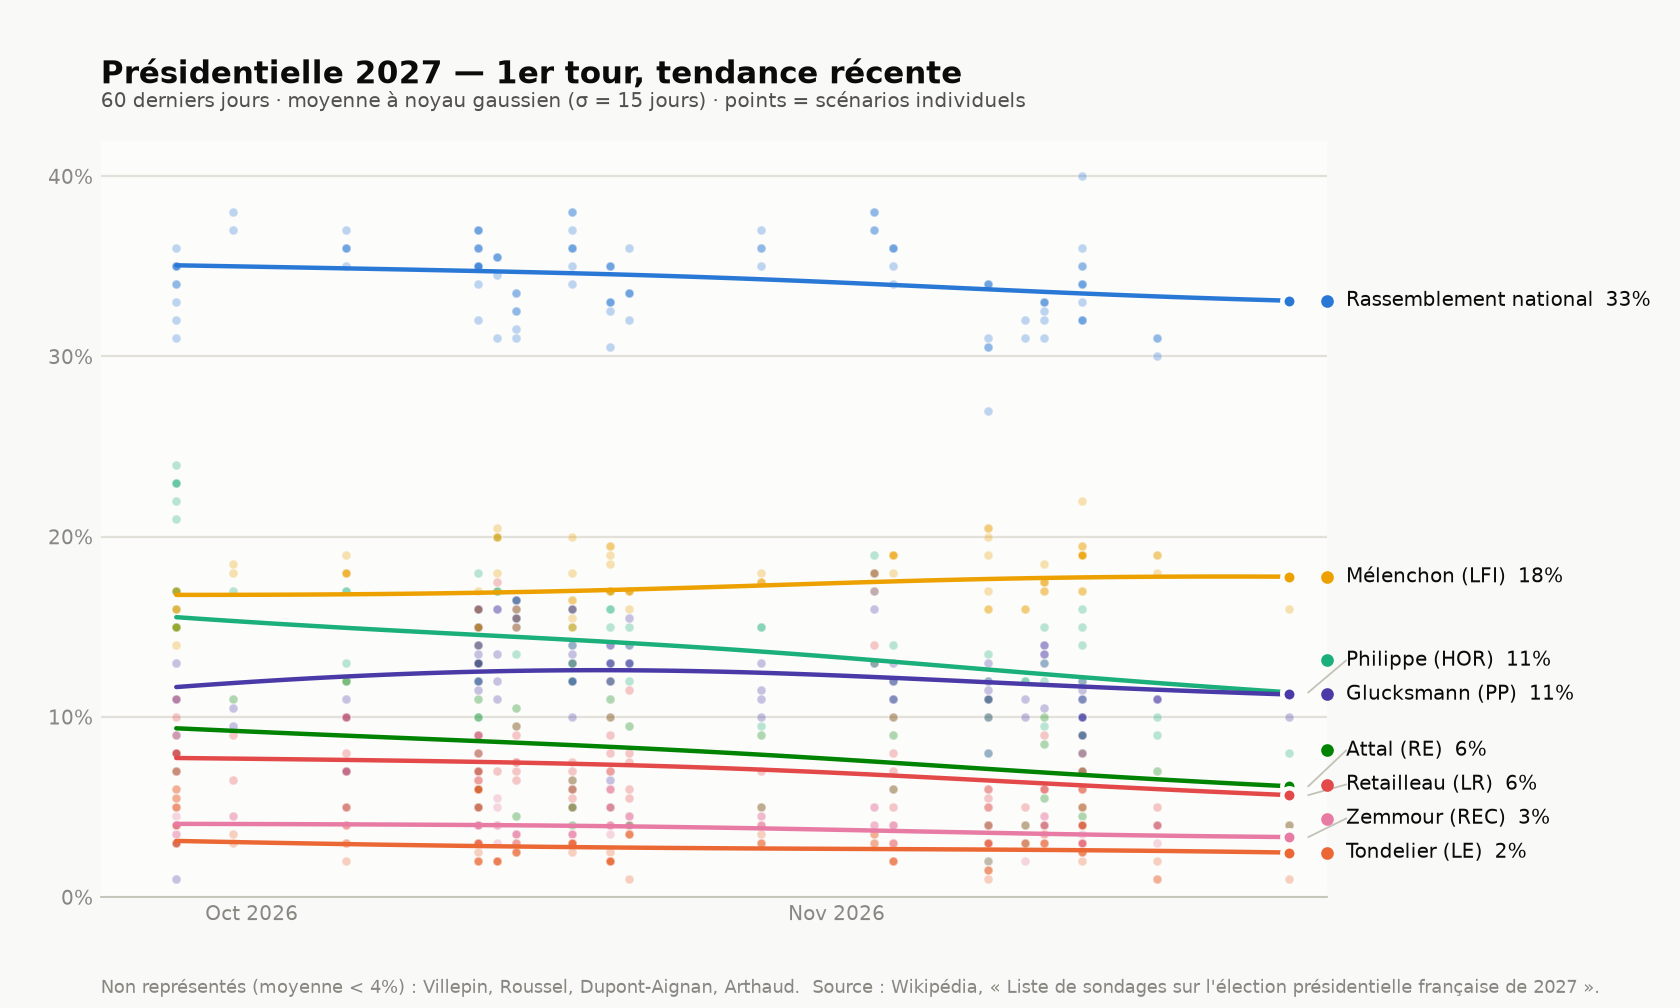 Présidentielle 2027 — 1er tour, tendance récente
60 derniers jours · moyenne à noyau gaussien (σ = 15 jours) · points = scénarios individuels
40%
30%
20%
10%
0%
Oct 2026
Nov 2026
Rassemblement national 33%
Mélenchon (LFI) 18%
Philippe (HOR) 11%
Glucksmann (PP) 11%
Attal (RE) 6%
Retailleau (LR) 6%
Zemmour (REC) 3%
Tondelier (LE) 2%
Non représentés (moyenne < 4%) : Villepin, Roussel, Dupont-Aignan, Arthaud. Source : Wikipédia, « Liste de sondages sur l'élection présidentielle française de 2027 ».